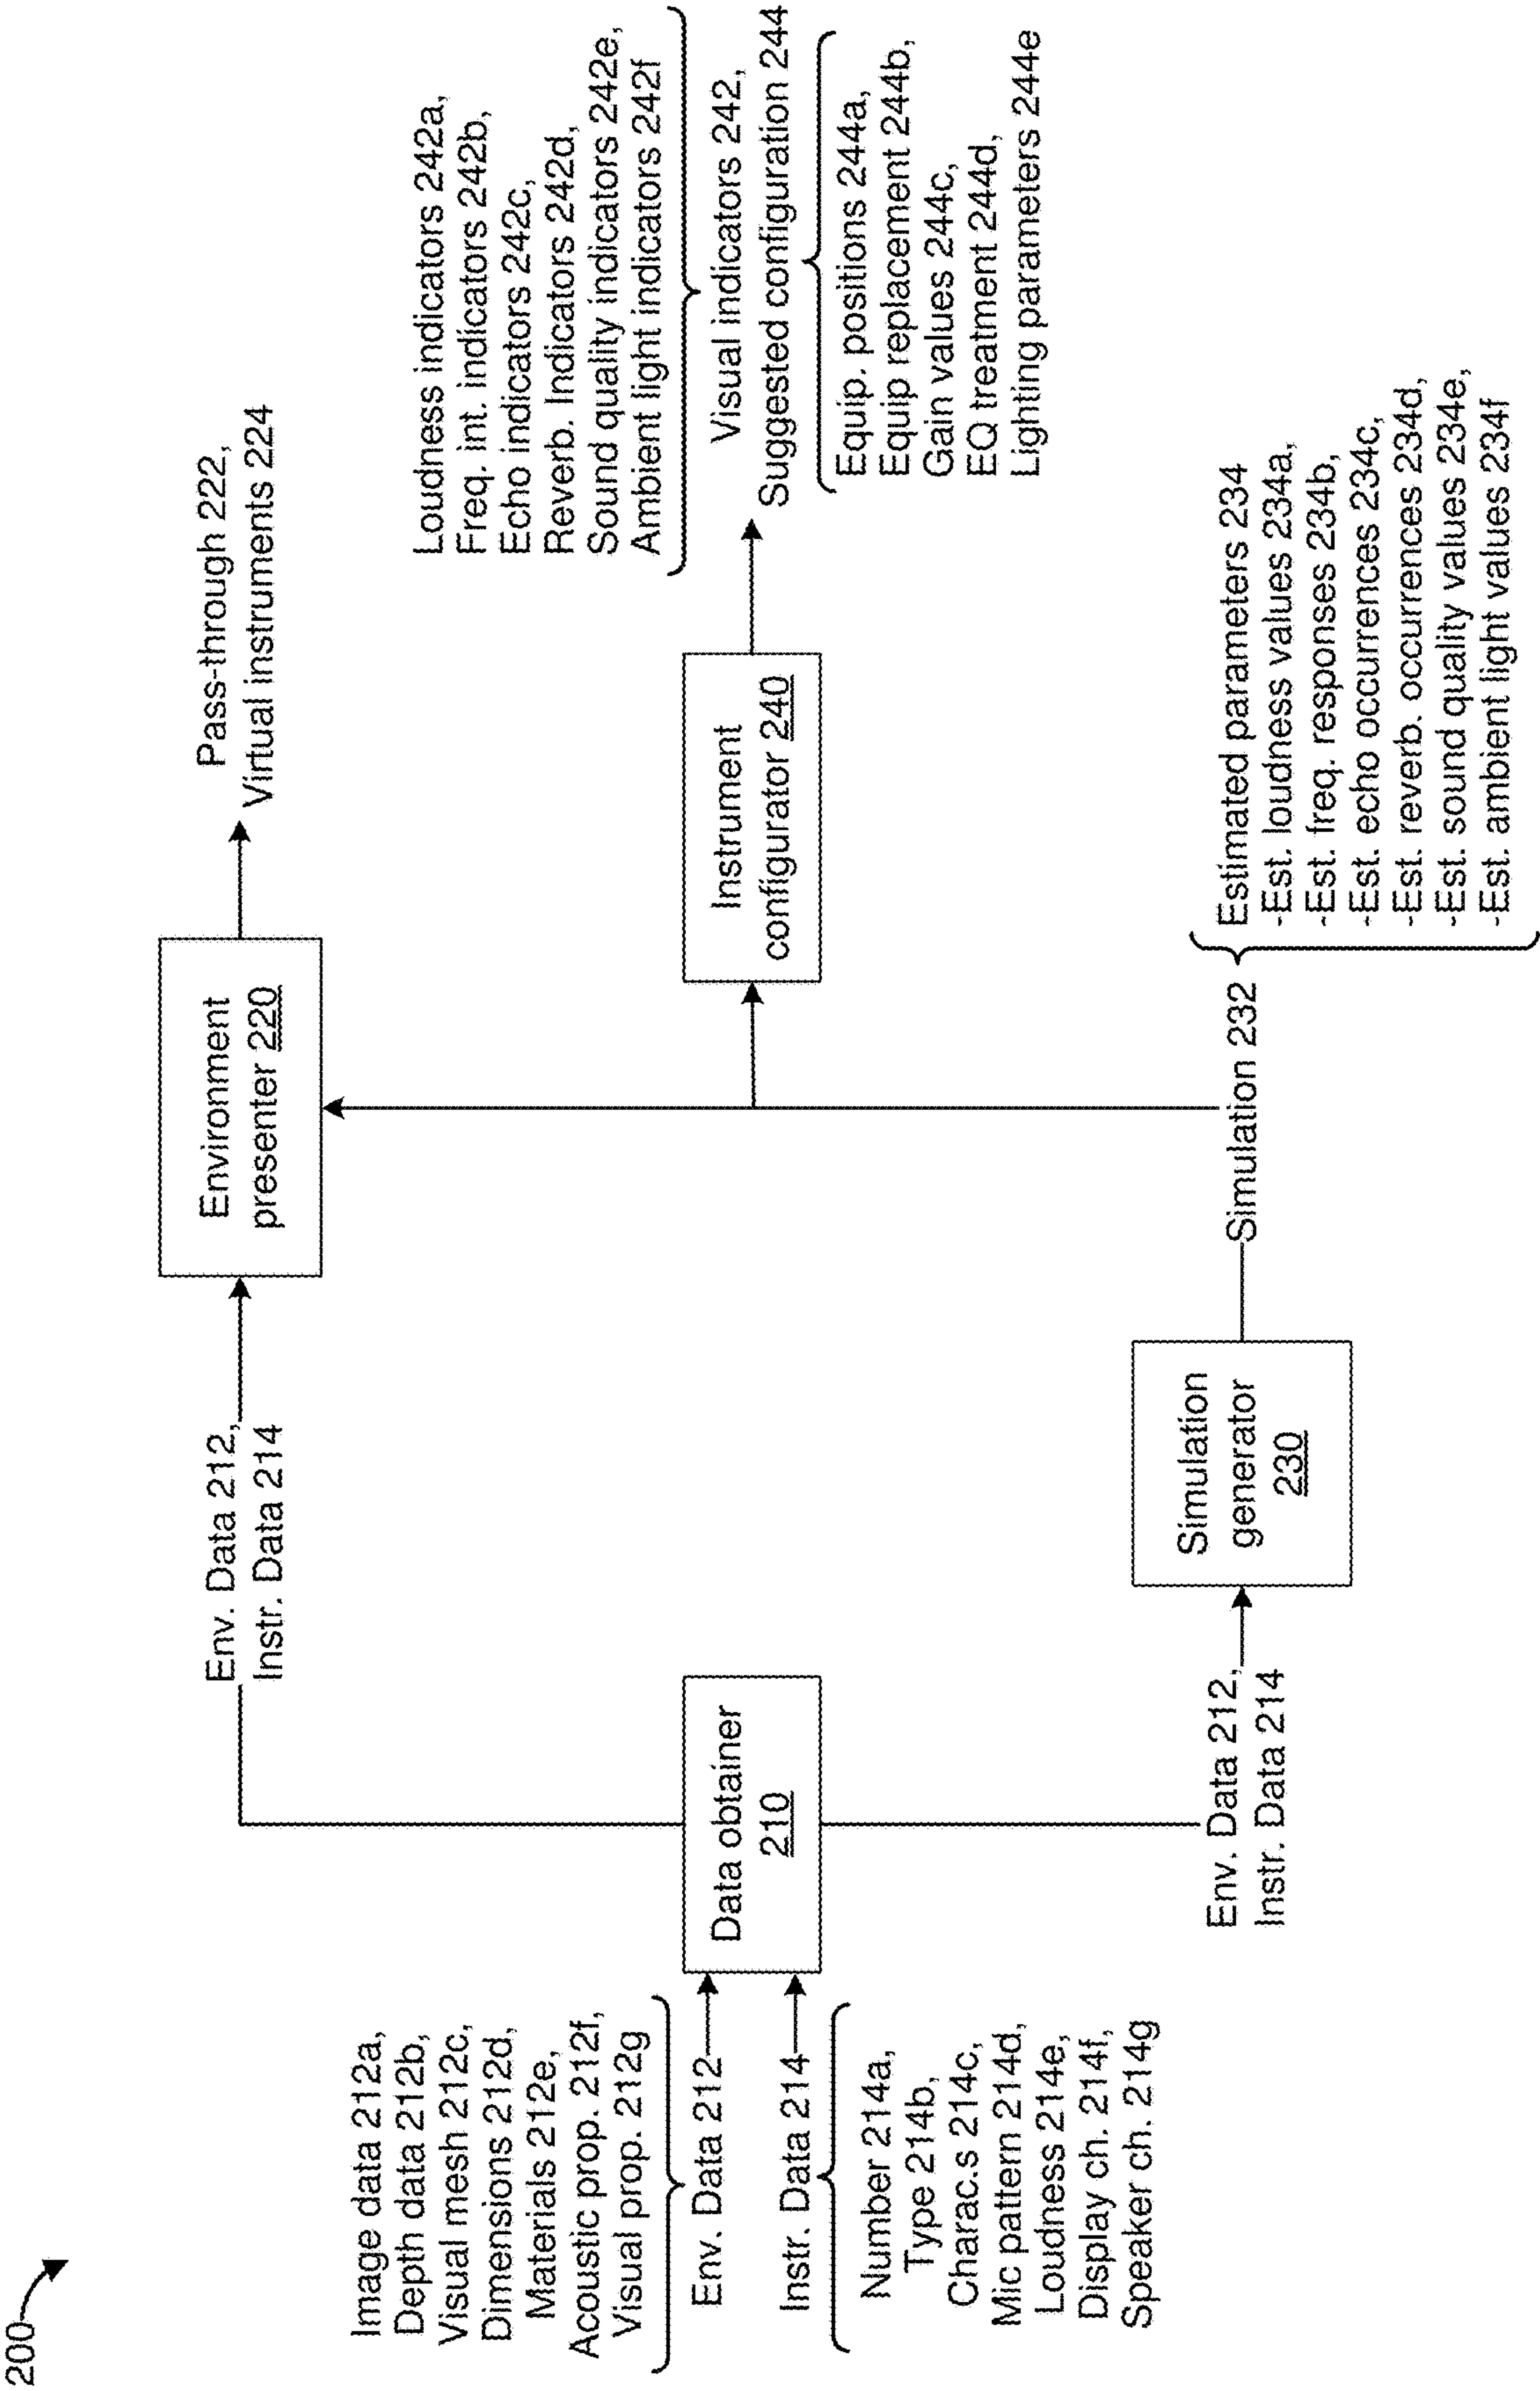 200
Image data 212a,
Depth data 212b,
Visual mesh 212c,
Dimensions 212d,
Materials 212e,
Acoustic prop. 212f,
Visual prop. 212g
Env. Data 212
Instr. Data 214
Number 214a,
Type 214b,
Charac.s 214c,
Mic pattern 214d,
Loudness 214e,
Display ch. 214f,
Speaker ch. 214g
Data obtainer
210
Env. Data 212,
Instr. Data 214
Env. Data 212,
Instr. Data 214
Environment
presenter 220
Pass-through 222,
Virtual instruments 224
Simulation
generator
230
Simulation 232
Estimated parameters 234
-Est. loudness values 234a,
-Est. freq. responses 234b,
-Est. echo occurrences 234c,
-Est. reverb. occurrences 234d,
-Est. sound quality values 234e,
-Est. ambient light values 234f
Instrument
configurator 240
Loudness indicators 242a,
Freq. int. indicators 242b,
Echo indicators 242c,
Reverb. Indicators 242d,
Sound quality indicators 242e,
Ambient light indicators 242f
Visual indicators 242,
Suggested configuration 244
Equip. positions 244a,
Equip replacement 244b,
Gain values 244c,
EQ treatment 244d,
Lighting parameters 244e